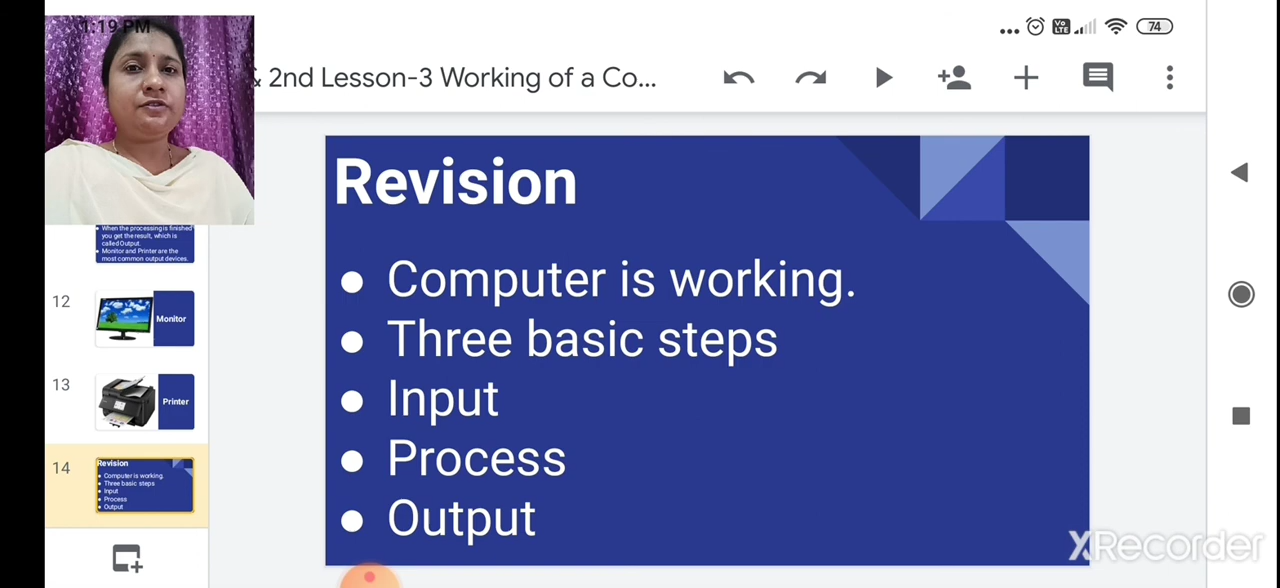 1:19 PM
Vo
LTE
74
& 2nd Lesson-3 Working of a Co...
Revision
Computer is working.
Three basic steps
Input
Process
Output
When the processing is finished
you get the result, which is
called Output.
Monitor and Printer are the
most common output devices.
12
Monitor
13
Printer
14
Revision
Computer is working.
Three basic steps
Input
Process
Output
XRecorder